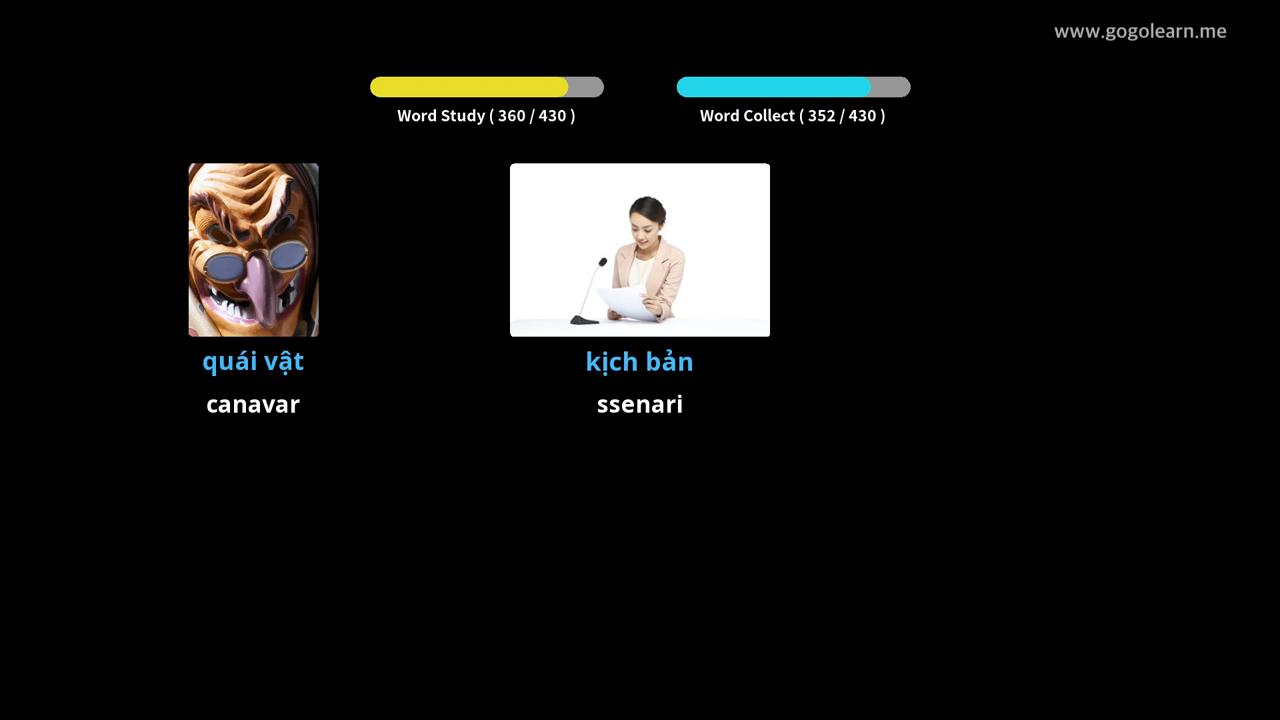 www.gogolearn.me
Word Study ( 360 / 430 )
Word Collect ( 352 / 430 )
quái vật
canavar
kịch bản
ssenari